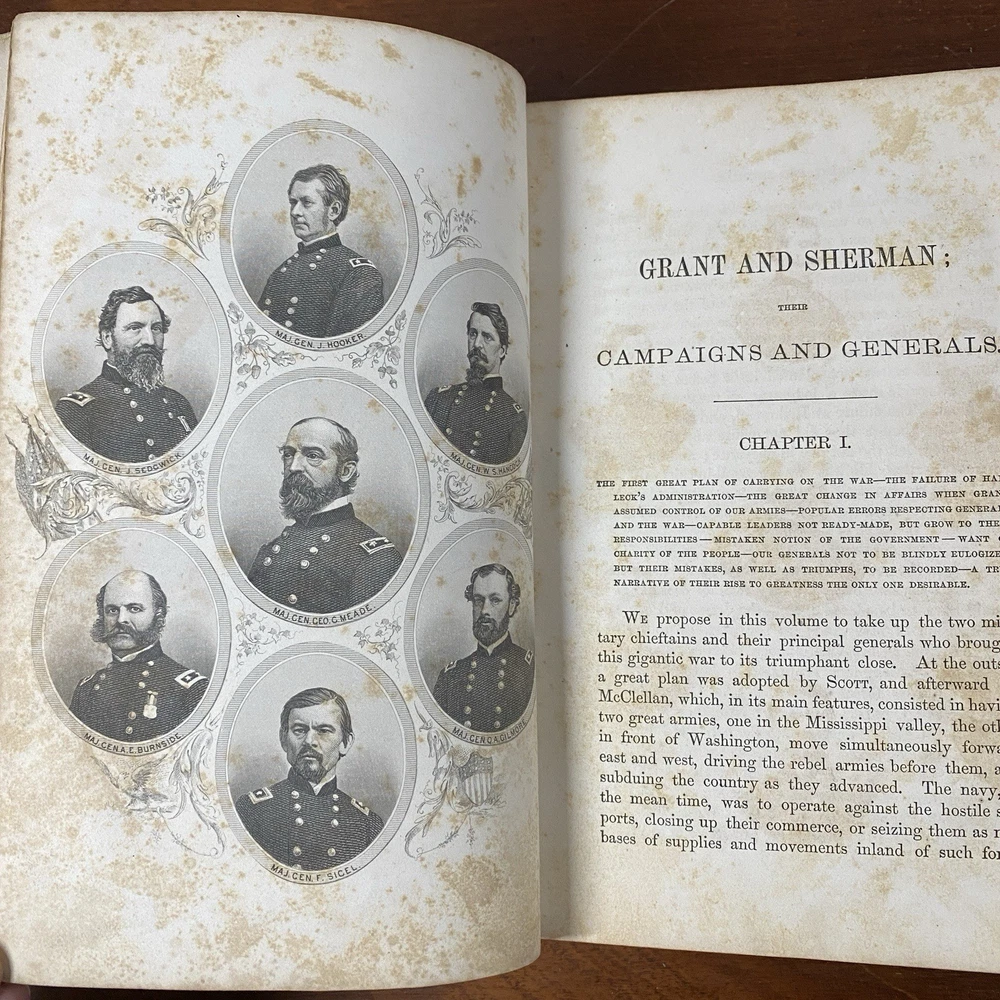 MAJ. GEN. J. HOOKER.
MAJ. GEN. J. SEDGWICK.
MAJ. GEN. W. S. HANCOCK
MAJ. GEN. GEO. G. MEADE.
MAJ. GEN. A. E. BURNSIDE
MAJ. GEN. Q. A. GILMORE
MAJ. GEN. F. SIGEL.
GRANT AND SHERMAN;
THEIR
CAMPAIGNS AND GENERALS.
CHAPTER I.
THE FIRST GREAT PLAN OF CARRYING ON THE WAR—THE FAILURE OF HAL
LECK'S ADMINISTRATION—THE GREAT CHANGE IN AFFAIRS WHEN GRAN
ASSUMED CONTROL OF OUR ARMIES—POPULAR ERRORS RESPECTING GENERAL
AND THE WAR—CAPABLE LEADERS NOT READY-MADE, BUT GROW TO THE
RESPONSIBILITIES—MISTAKEN NOTION OF THE GOVERNMENT—WANT O
CHARITY OF THE PEOPLE—OUR GENERALS NOT TO BE BLINDLY EULOGIZE
BUT THEIR MISTAKES, AS WELL AS TRIUMPHS, TO BE RECORDED—A TR
NARRATIVE OF THEIR RISE TO GREATNESS THE ONLY ONE DESIRABLE.
WE propose in this volume to take up the two mi
tary chieftains and their principal generals who broug
this gigantic war to its triumphant close. At the outs
a great plan was adopted by SCOTT, and afterward
McClellan, which, in its main features, consisted in havi
two great armies, one in the Mississippi valley, the oth
in front of Washington, move simultaneously forwa
east and west, driving the rebel armies before them, a
subduing the country as they advanced. The navy,
the mean time, was to operate against the hostile s
ports, closing up their commerce, or seizing them as n
bases of supplies and movements inland of such for